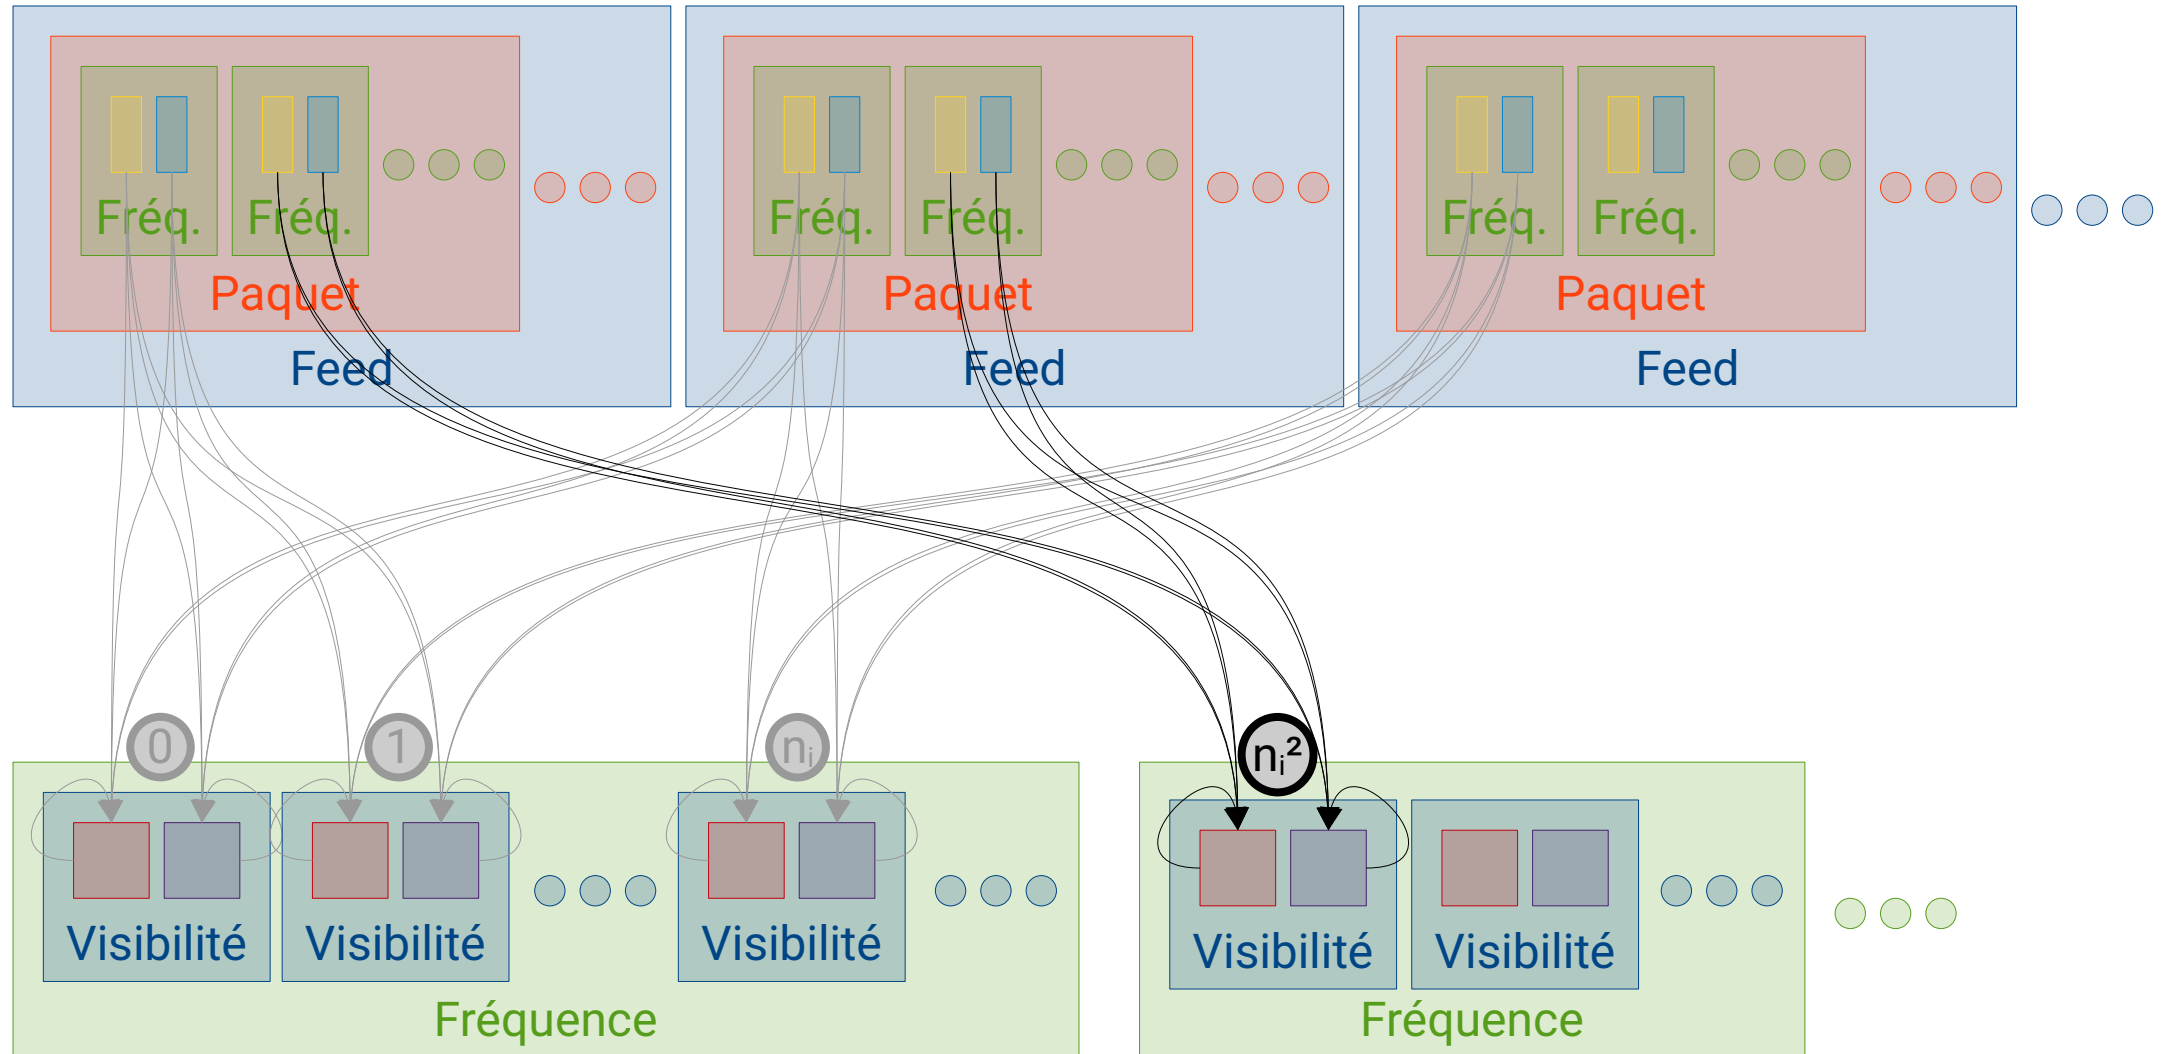 Fréq. Fréq. Fréq. Fréq. Fréq. Fréq.
Paquet Paquet Paquet
Feed Feed Feed
0 1 nᵢ nᵢ²
Visibilité Visibilité Visibilité Visibilité Visibilité
Fréquence Fréquence